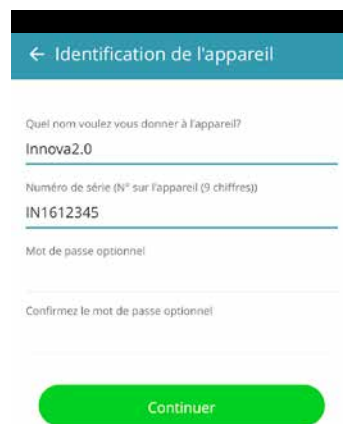 ← Identification de l'appareil
Quel nom voulez vous donner à l'appareil?
Innova2.0
Numéro de série (N° sur l'appareil (9 chiffres))
IN1612345
Mot de passe optionnel
Confirmez le mot de passe optionnel
Continuer